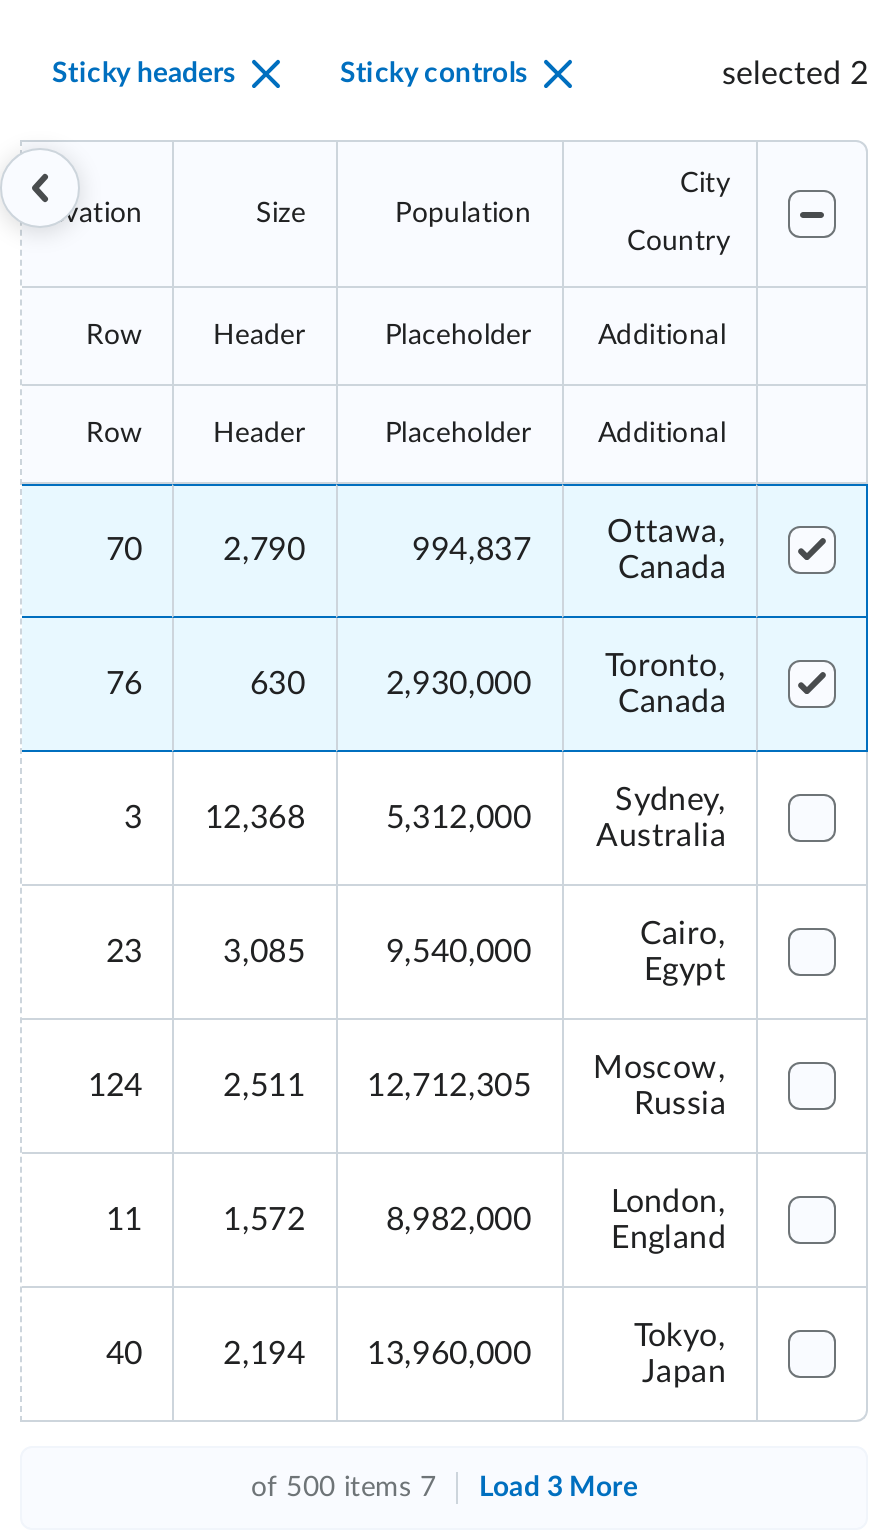 Sticky headers Sticky controls selected 2
vation Size Population City
Country
Row Header Placeholder Additional
Row Header Placeholder Additional
70 2,790 994,837 Ottawa,
Canada
76 630 2,930,000 Toronto,
Canada
3 12,368 5,312,000 Sydney,
Australia
23 3,085 9,540,000 Cairo,
Egypt
124 2,511 12,712,305 Moscow,
Russia
11 1,572 8,982,000 London,
England
40 2,194 13,960,000 Tokyo,
Japan
of 500 items 7 Load 3 More